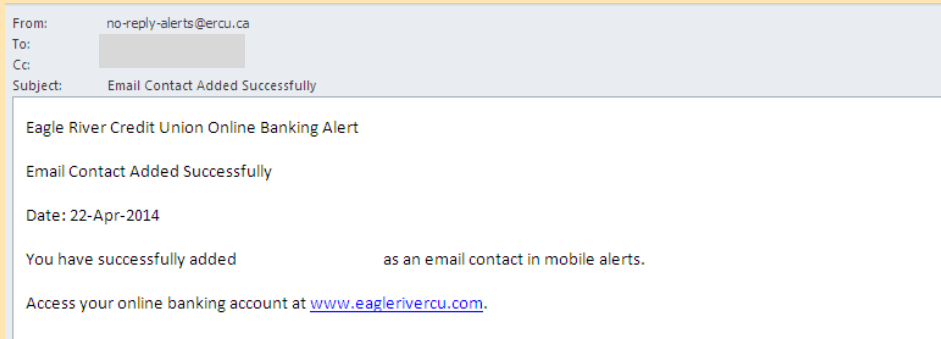 From: no-reply-alerts@ercu.ca
To:
Cc:
Subject: Email Contact Added Successfully
Eagle River Credit Union Online Banking Alert
Email Contact Added Successfully
Date: 22-Apr-2014
You have successfully added as an email contact in mobile alerts.
Access your online banking account at www.eaglerivercu.com.